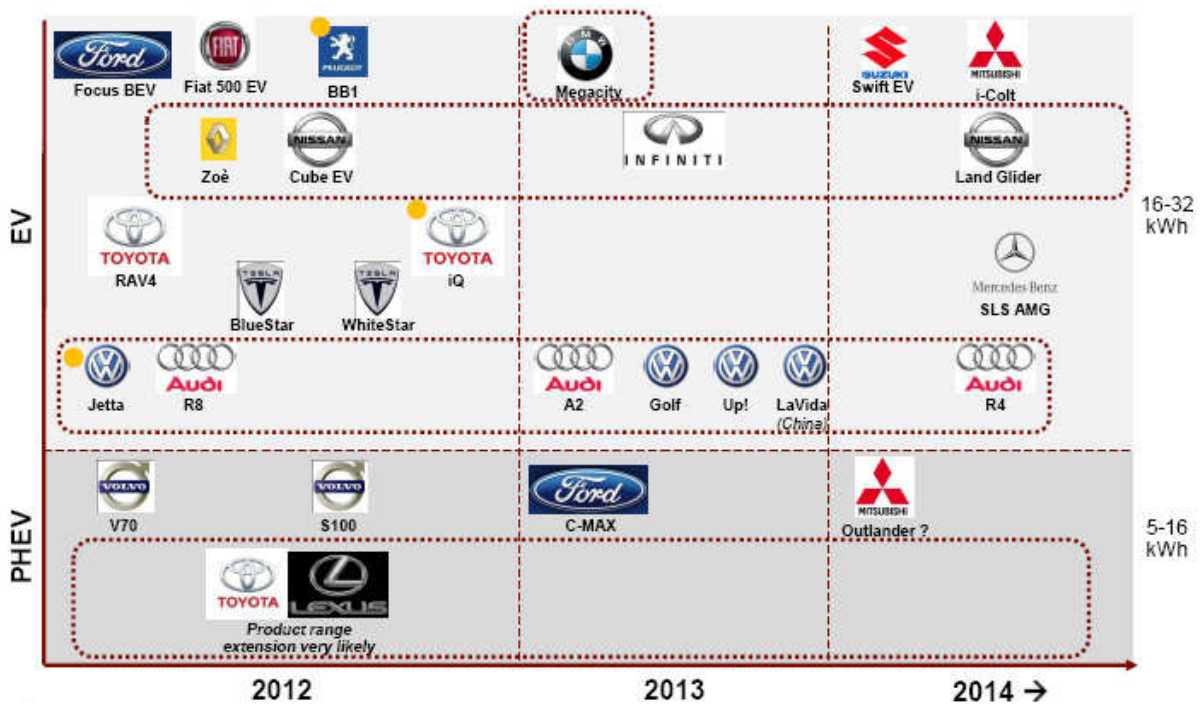 Ford
Focus BEV
FIAT
Fiat 500 EV
PEUGEOT
BB1
BMW
Megacity
SUZUKI
Swift EV
MITSUBISHI
i-Colt
Zoè
NISSAN
Cube EV
INFINITI
NISSAN
Land Glider
EV
16-32
kWh
TOYOTA
RAV4
TESLA
BlueStar
TESLA
WhiteStar
TOYOTA
iQ
Mercedes Benz
SLS AMG
Jetta
Audi
R8
Audi
A2
Golf
Up!
LaVida
(China)
Audi
R4
PHEV
5-16
kWh
VOLVO
V70
VOLVO
S100
Ford
C-MAX
MITSUBISHI
Outlander ?
TOYOTA
LEXUS
Product range
extension very likely
2012
2013
2014 →